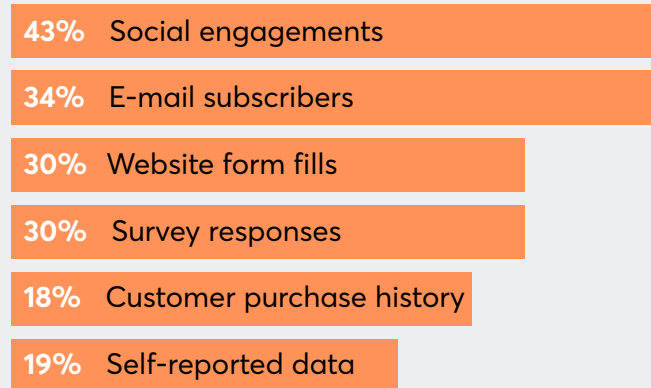 43% Social engagements
34% E-mail subscribers
30% Website form fills
30% Survey responses
18% Customer purchase history
19% Self-reported data